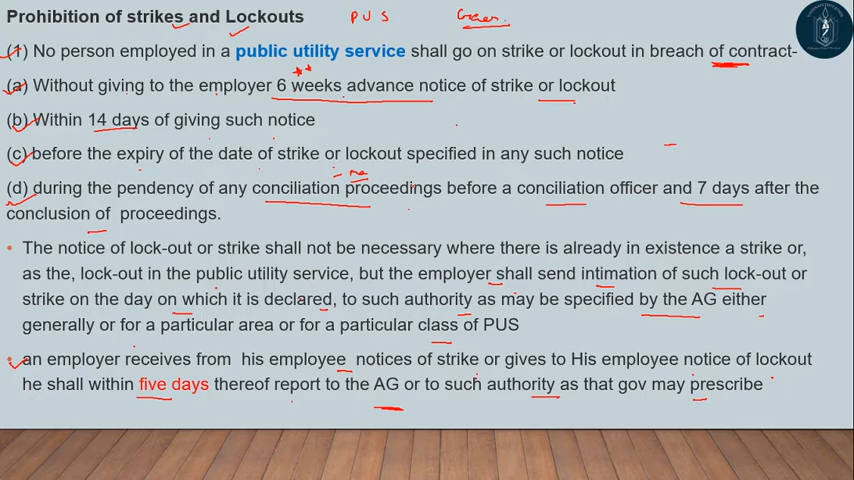 Prohibition of strikes and Lockouts PUS
(1) No person employed in a public utility service shall go on strike or lockout in breach of contract-
(a) Without giving to the employer 6 weeks advance notice of strike or lockout
(b) Within 14 days of giving such notice
(c) before the expiry of the date of strike or lockout specified in any such notice
(d) during the pendency of any conciliation proceedings before a conciliation officer and 7 days after the
conclusion of proceedings.
• The notice of lock-out or strike shall not be necessary where there is already in existence a strike or,
as the, lock-out in the public utility service, but the employer shall send intimation of such lock-out or
strike on the day on which it is declared, to such authority as may be specified by the AG either
generally or for a particular area or for a particular class of PUS
• an employer receives from his employee notices of strike or gives to His employee notice of lockout
he shall within five days thereof report to the AG or to such authority as that gov may prescribe